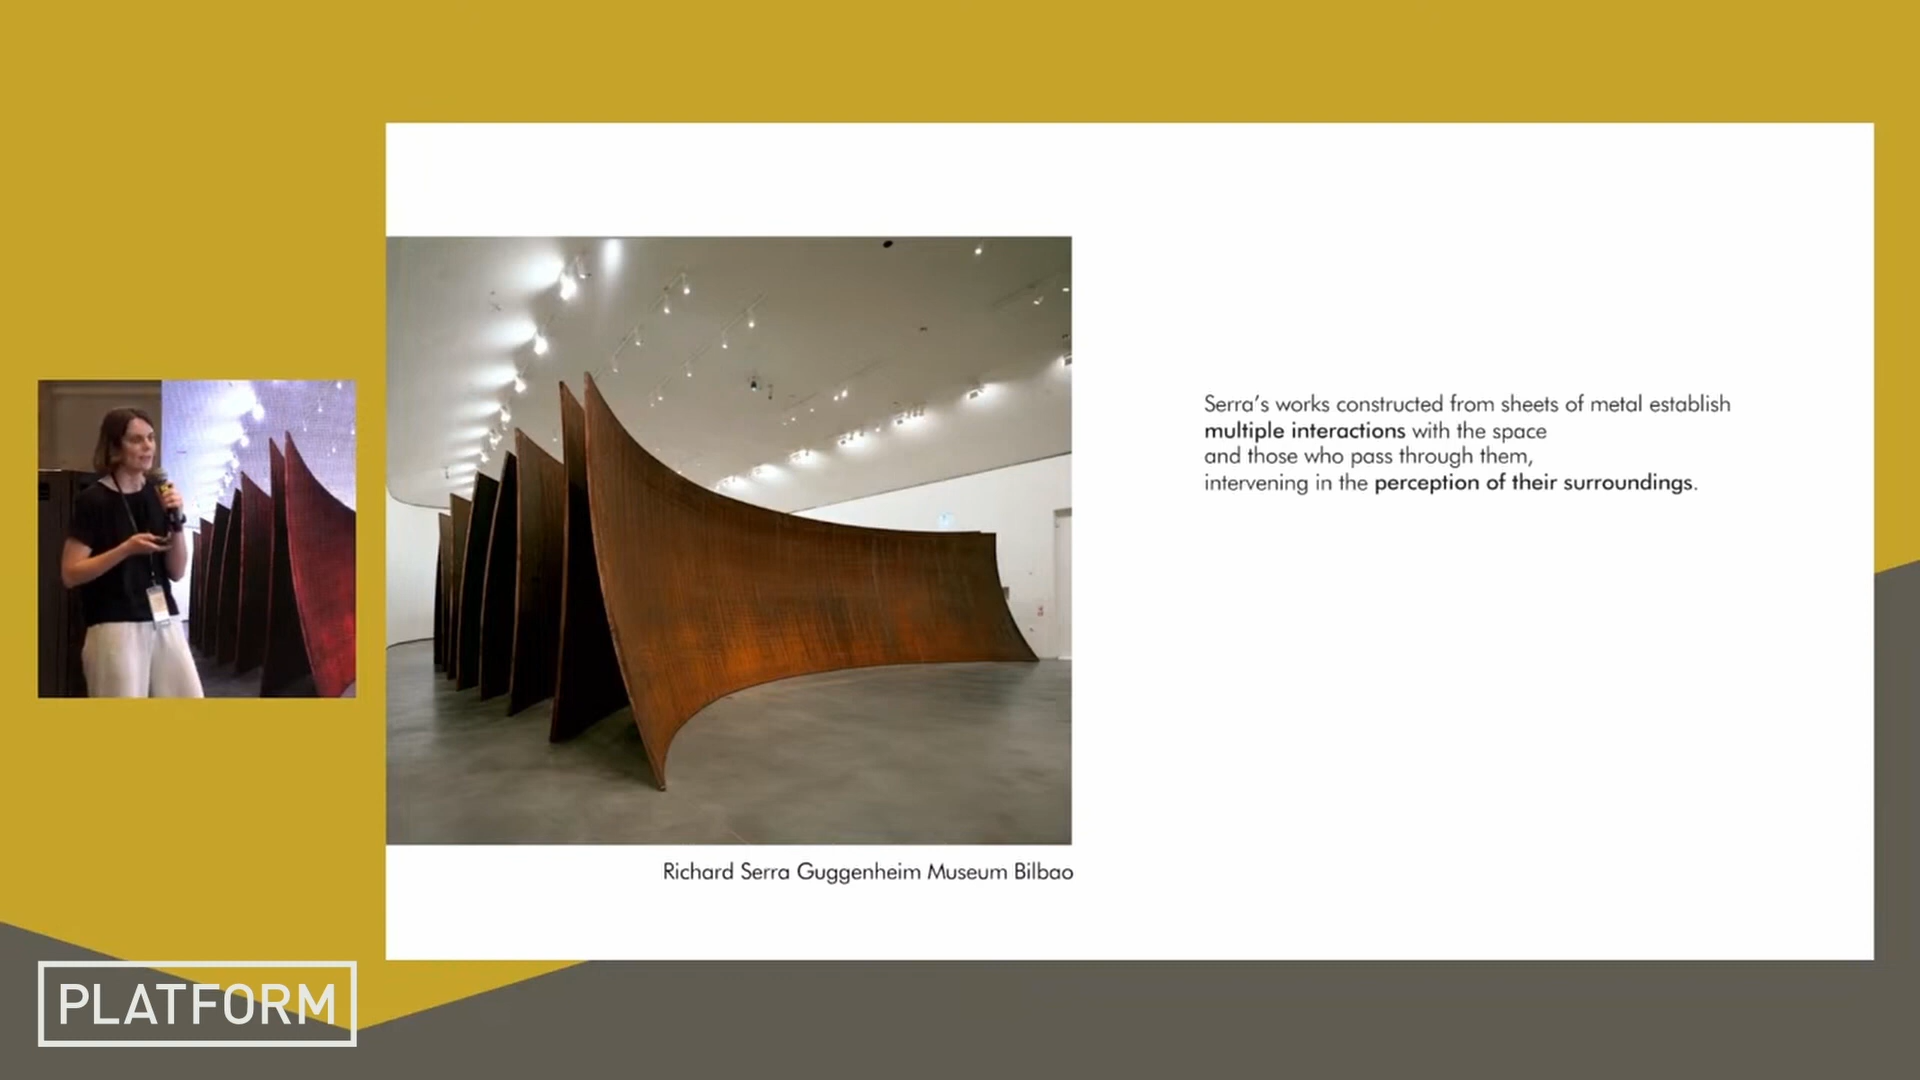 Serra's works constructed from sheets of metal establish
multiple interactions with the space
and those who pass through them,
intervening in the perception of their surroundings.
Richard Serra Guggenheim Museum Bilbao
PLATFORM